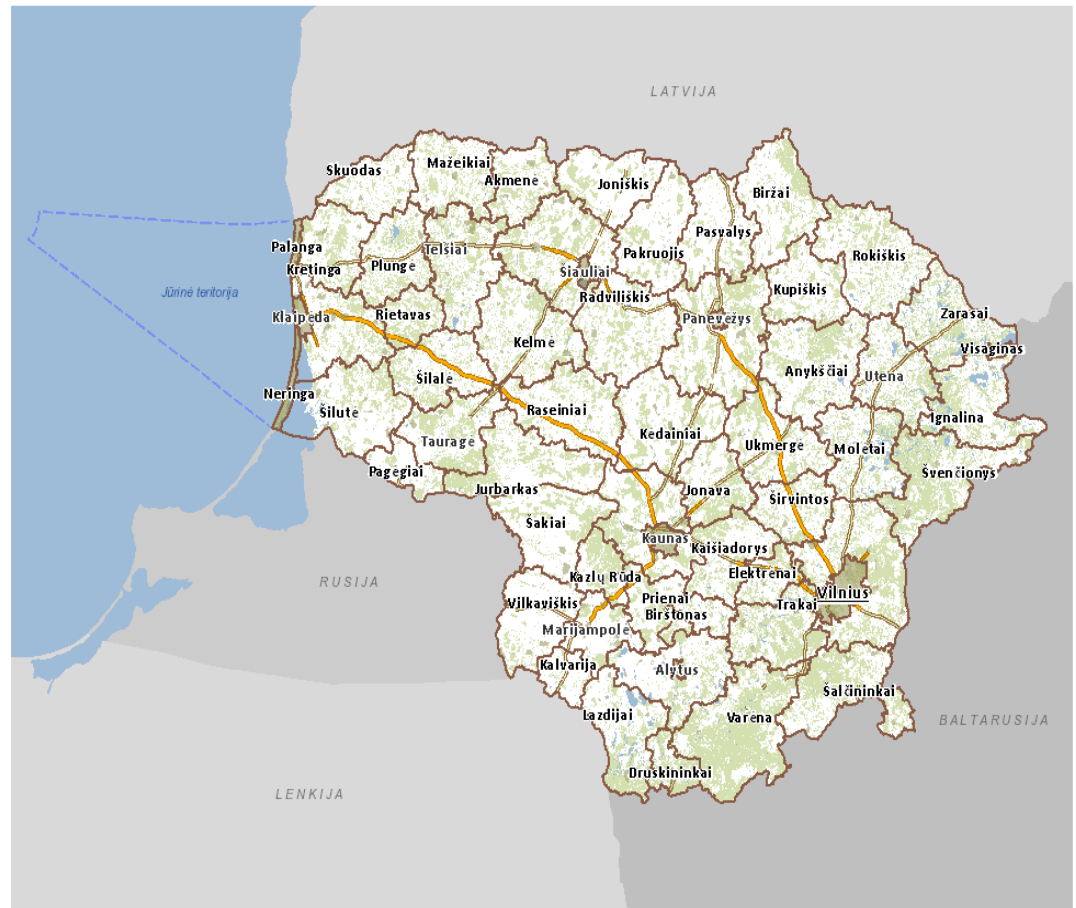 LATVIJA
Mažeikiai
Skuodas
Akmenė
Joniškis
Biržai
Pasvalys
Palanga
Telšiai
Pakruojis
Rokiškis
Kretinga
Plungė
Šiauliai
Jūrinė teritorija
Radviliškis
Kupiškis
Klaipėda
Rietavas
Panevėžys
Zarasai
Kelmė
Visaginas
Šilalė
Anykščiai
Utena
Neringa
Šilutė
Raseiniai
Ignalina
Tauragė
Kėdainiai
Ukmergė
Molėtai
Pagėgiai
Švenčionys
Jurbarkas
Jonava
Širvintos
Šakiai
Kaunas
Kaišiadorys
RUSIJA
Kazlų Rūda
Elektrėnai
Vilnius
Vilkaviškis
Prienai
Trakai
Birštonas
Marijampolė
Kalvarija
Alytus
Šalčininkai
Lazdijai
Varėna
BALTARUSIJA
Druskininkai
LENKIJA